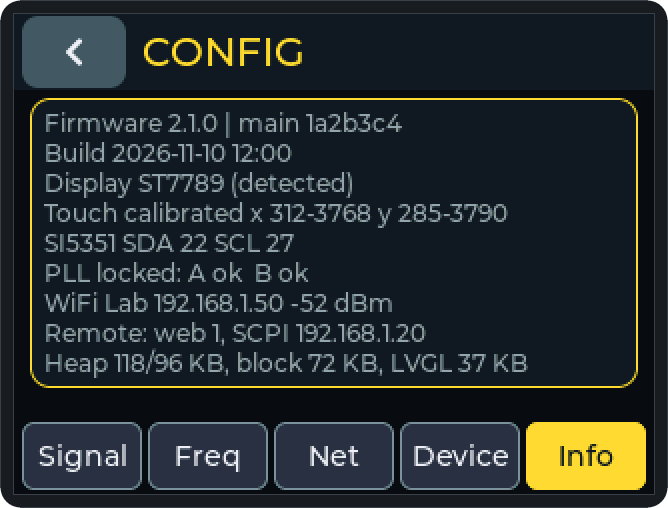 CONFIG
Firmware 2.1.0 | main 1a2b3c4
Build 2026-11-10 12:00
Display ST7789 (detected)
Touch calibrated x 312-3768 y 285-3790
SI5351 SDA 22 SCL 27
PLL locked: A ok  B ok
WiFi Lab 192.168.1.50 -52 dBm
Remote: web 1, SCPI 192.168.1.20
Heap 118/96 KB, block 72 KB, LVGL 37 KB
Signal Freq Net Device Info